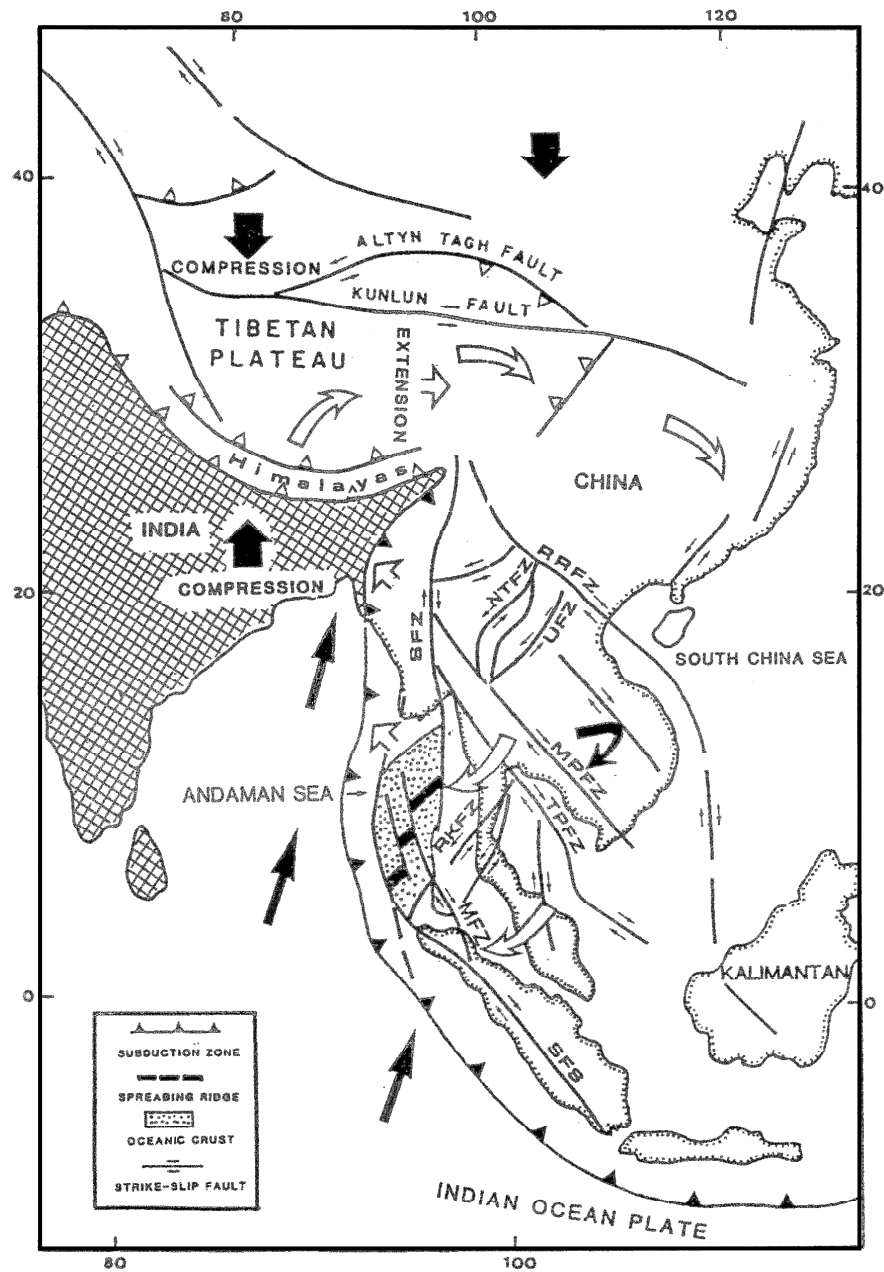 80
100
120
40
40
ALTYN TAGH FAULT
COMPRESSION
KUNLUN FAULT
TIBETAN
PLATEAU
EXTENSION
Himalayas
CHINA
INDIA
COMPRESSION
20
20
RRFZ
NTFZ
UFZ
SFZ
SOUTH CHINA SEA
MPFZ
ANDAMAN SEA
TPFZ
RKFZ
MFZ
KALIMANTAN
0
0
SFS
SUBDUCTION ZONE
SPREABING RIDGE
OCEANIC CRUST
STRIKE-SLIP FAULT
INDIAN OCEAN PLATE
80
100